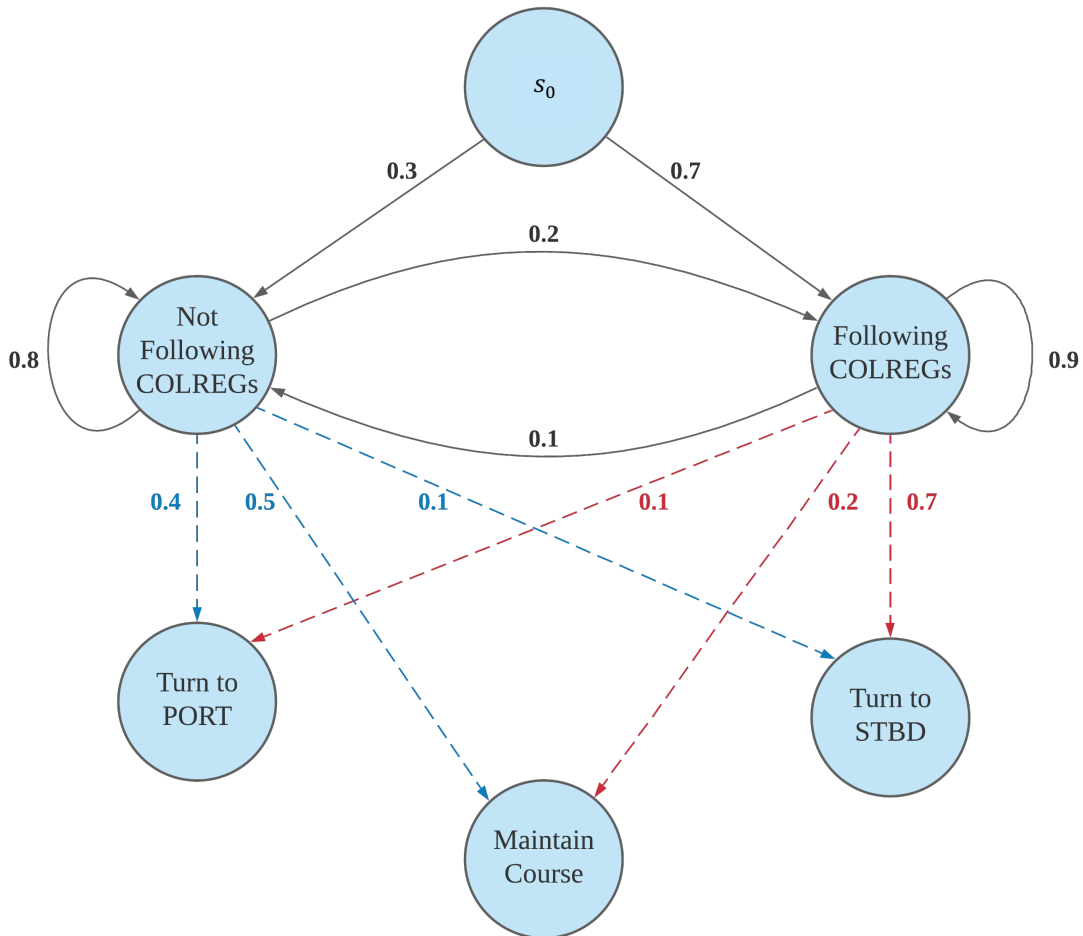 s₀
0.3
0.7
0.2
Not
Following
COLREGs
Following
COLREGs
0.8
0.9
0.1
0.4
0.5
0.1
0.1
0.2
0.7
Turn to
PORT
Turn to
STBD
Maintain
Course